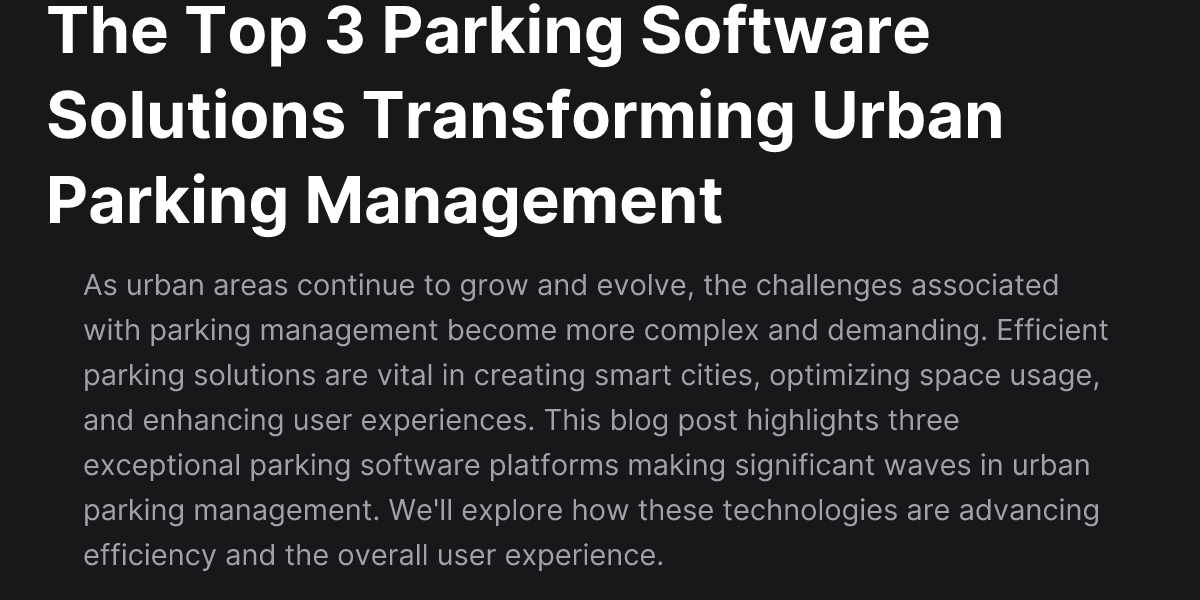 The Top 3 Parking Software
Solutions Transforming Urban
Parking Management
As urban areas continue to grow and evolve, the challenges associated
with parking management become more complex and demanding. Efficient
parking solutions are vital in creating smart cities, optimizing space usage,
and enhancing user experiences. This blog post highlights three
exceptional parking software platforms making significant waves in urban
parking management. We'll explore how these technologies are advancing
efficiency and the overall user experience.